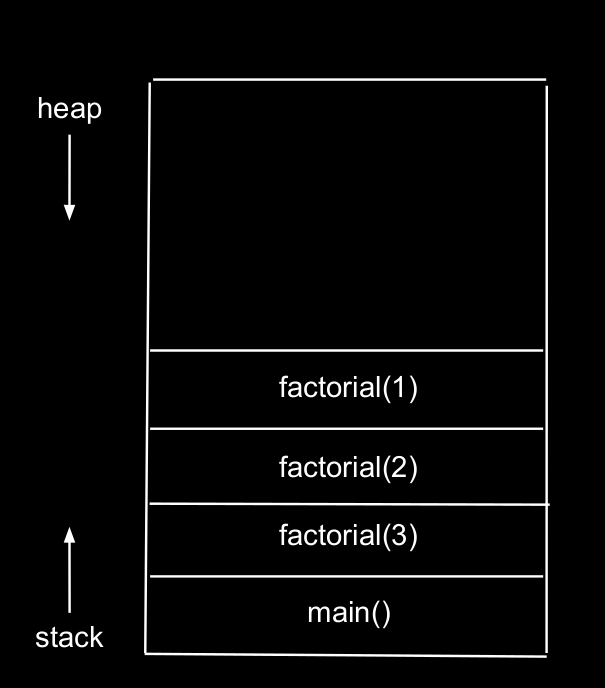 heap
factorial(1)
factorial(2)
factorial(3)
main()
stack